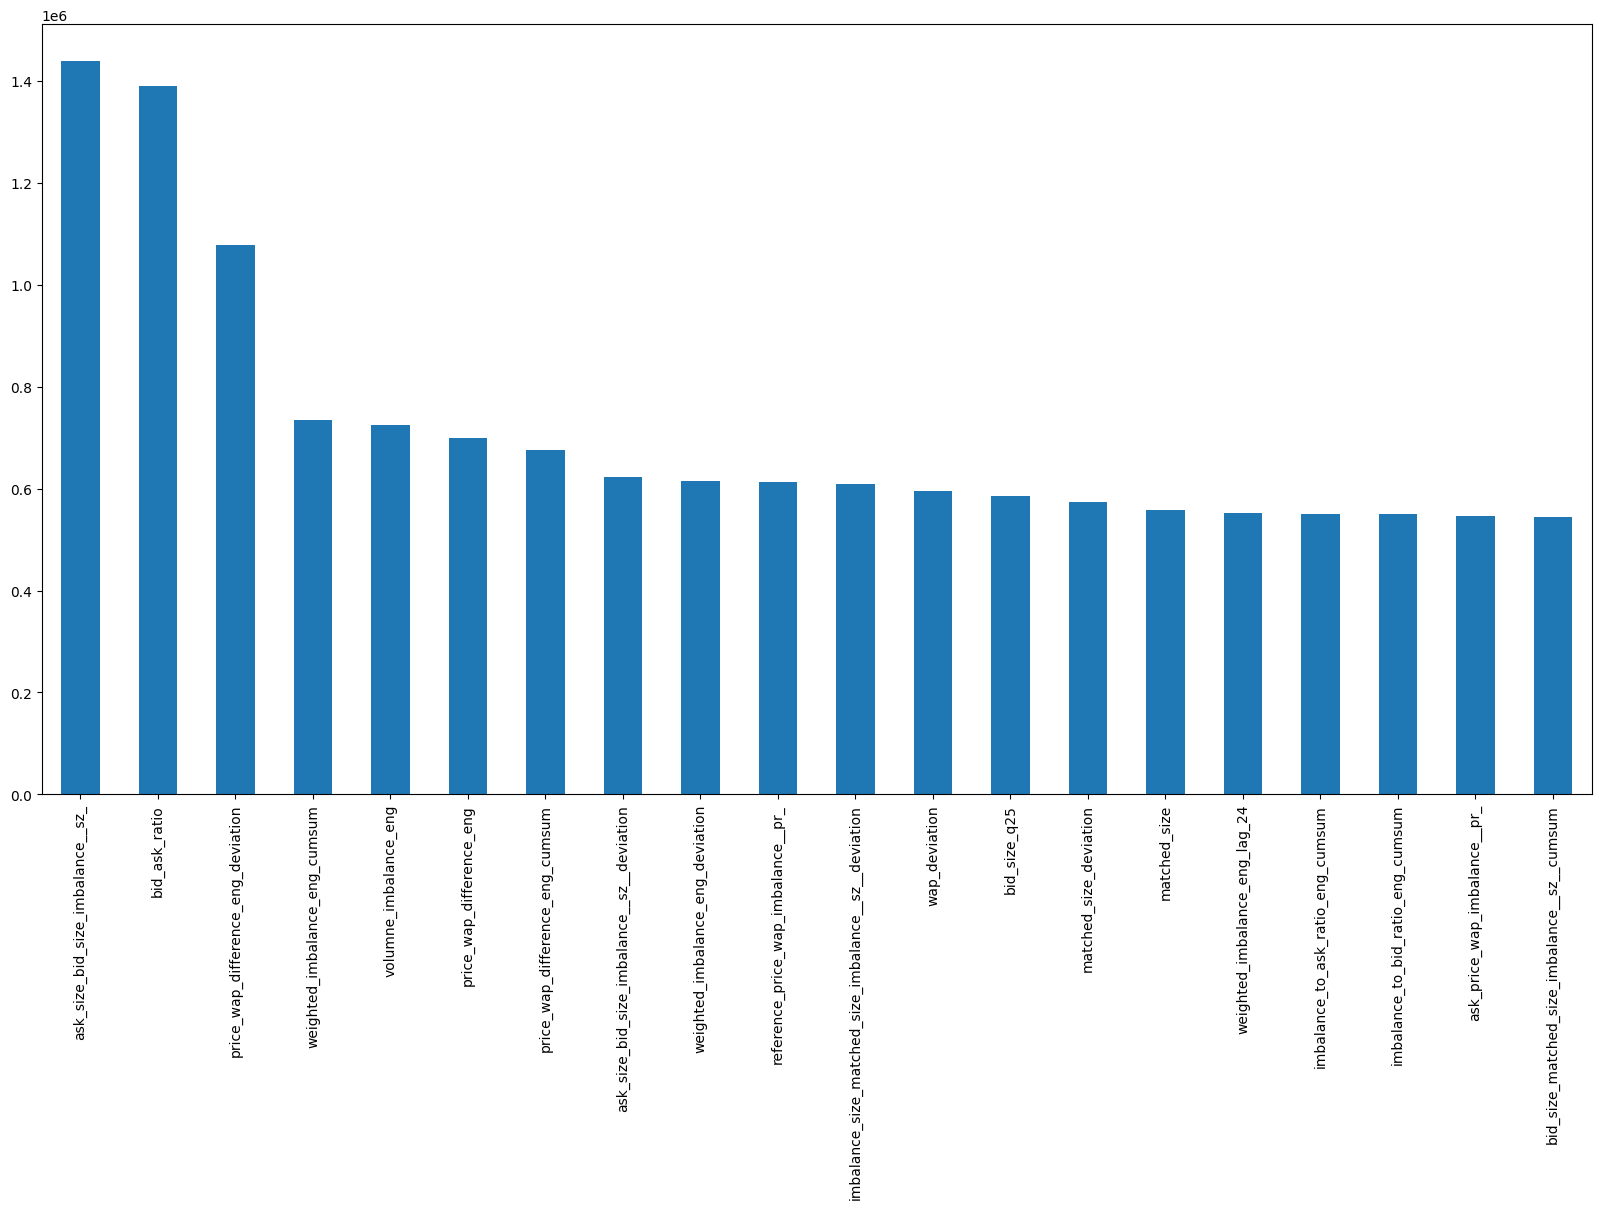 1e6
1.4
1.2
1.0
0.8
0.6
0.4
0.2
0.0
ask_size_bid_size_imbalance__sz_
bid_ask_ratio
price_wap_difference_eng_deviation
weighted_imbalance_eng_cumsum
volumne_imbalance_eng
price_wap_difference_eng
price_wap_difference_eng_cumsum
ask_size_bid_size_imbalance__sz__deviation
weighted_imbalance_eng_deviation
reference_price_wap_imbalance__pr_
imbalance_size_matched_size_imbalance__sz__deviation
wap_deviation
bid_size_q25
matched_size_deviation
matched_size
weighted_imbalance_eng_lag_24
imbalance_to_ask_ratio_eng_cumsum
imbalance_to_bid_ratio_eng_cumsum
ask_price_wap_imbalance__pr_
bid_size_matched_size_imbalance__sz__cumsum